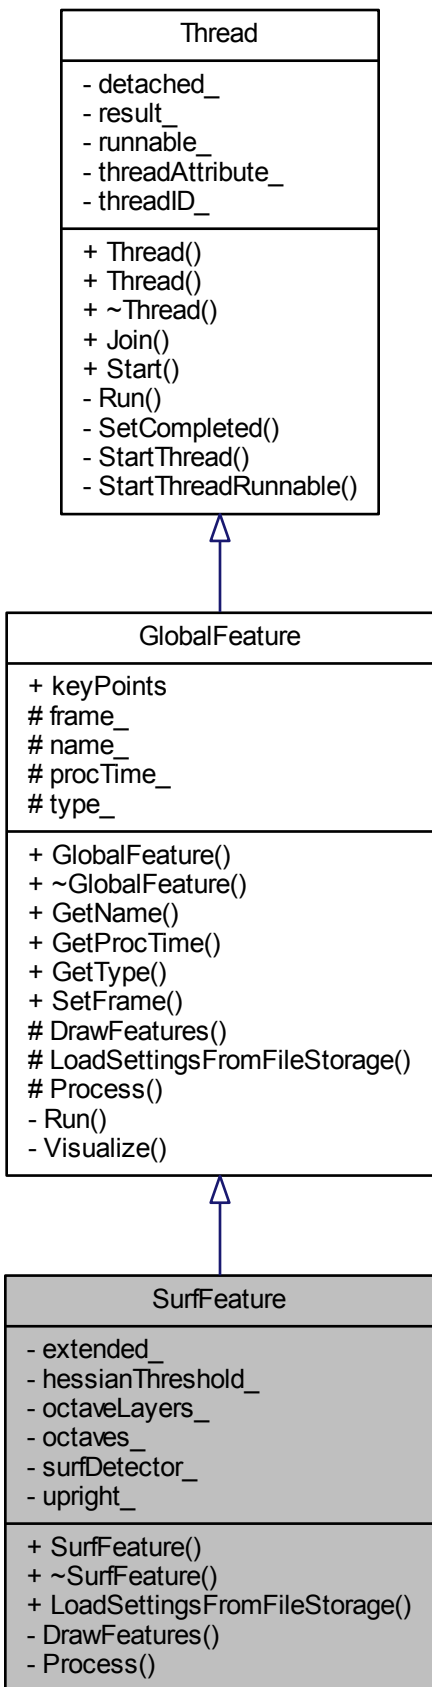 Thread
- detached_
- result_
- runnable_
- threadAttribute_
- threadID_
+ Thread()
+ Thread()
+ ~Thread()
+ Join()
+ Start()
- Run()
- SetCompleted()
- StartThread()
- StartThreadRunnable()
GlobalFeature
+ keyPoints
# frame_
# name_
# procTime_
# type_
+ GlobalFeature()
+ ~GlobalFeature()
+ GetName()
+ GetProcTime()
+ GetType()
+ SetFrame()
# DrawFeatures()
# LoadSettingsFromFileStorage()
# Process()
- Run()
- Visualize()
SurfFeature
- extended_
- hessianThreshold_
- octaveLayers_
- octaves_
- surfDetector_
- upright_
+ SurfFeature()
+ ~SurfFeature()
+ LoadSettingsFromFileStorage()
- DrawFeatures()
- Process()